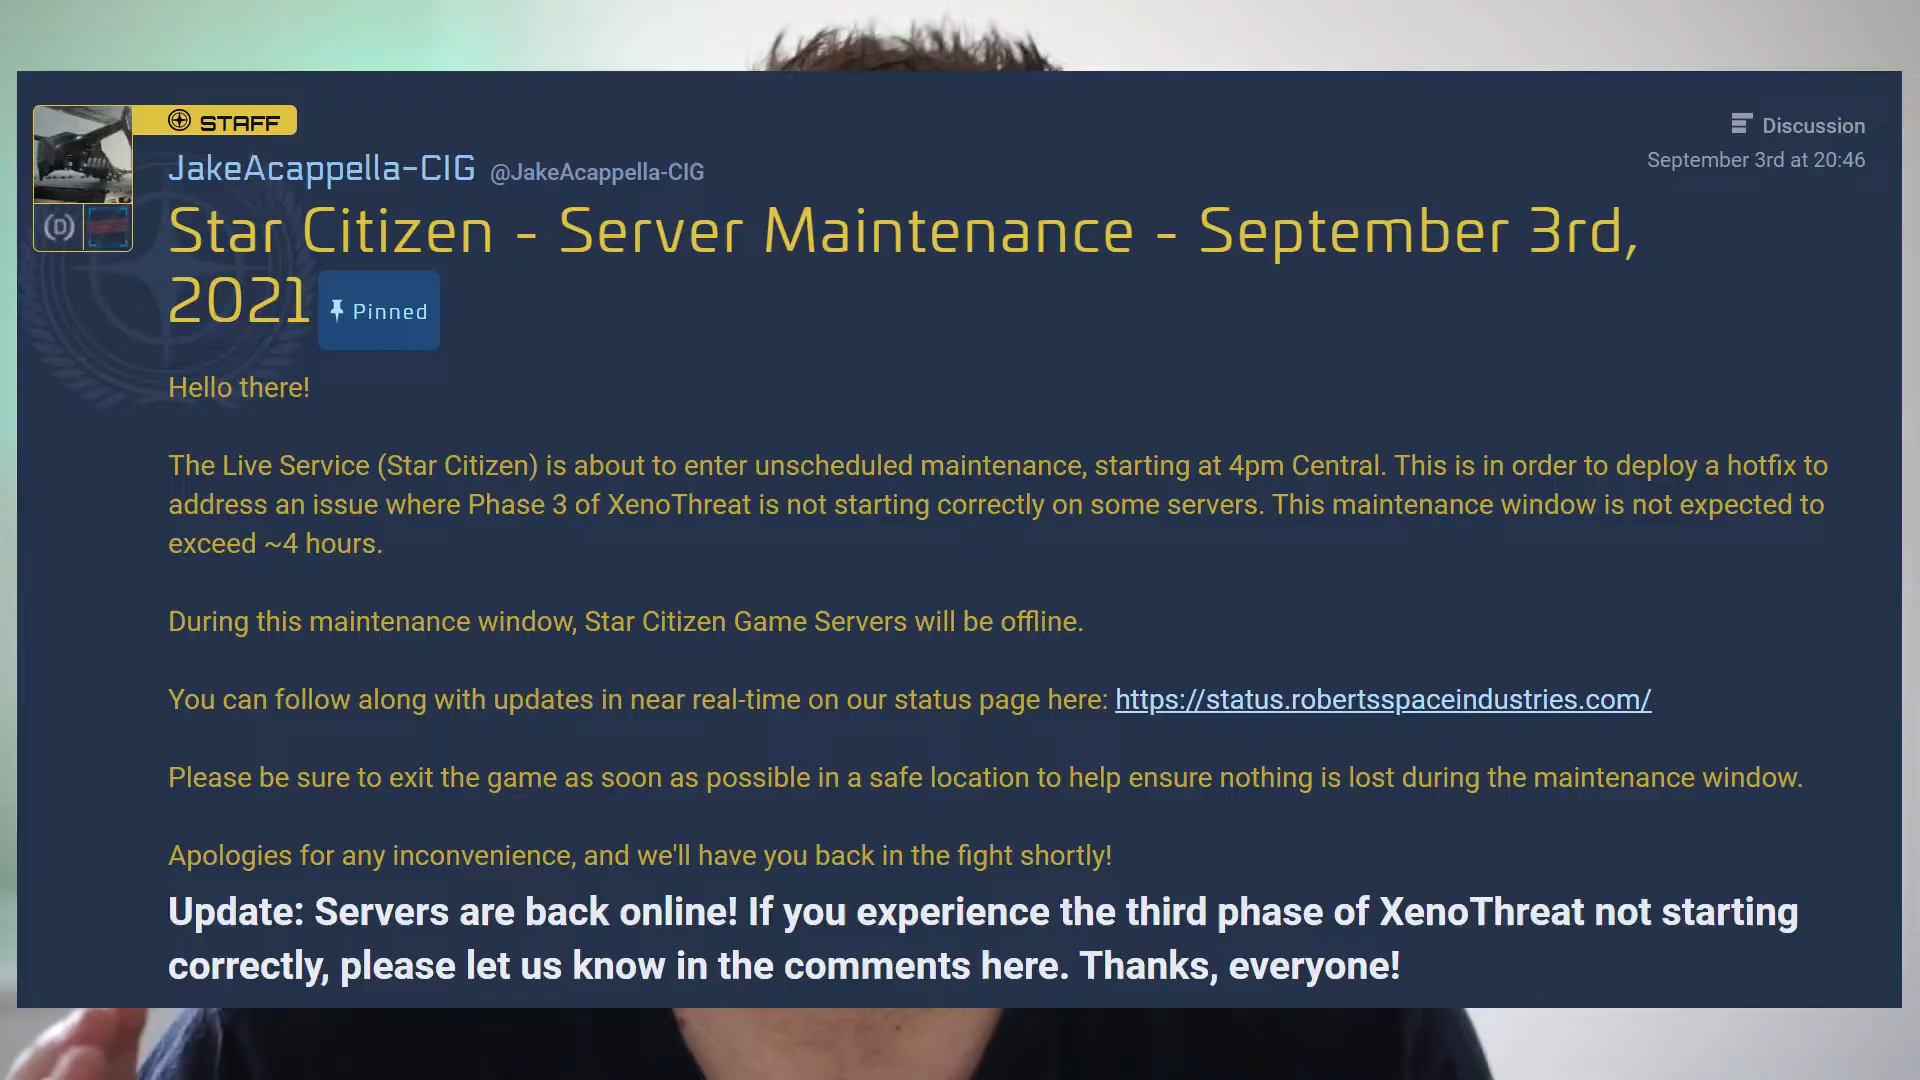 STAFF
Discussion
JakeAcappella-CIG @JakeAcappella-CIG
September 3rd at 20:46
Star Citizen - Server Maintenance - September 3rd,
2021 Pinned
Hello there!
The Live Service (Star Citizen) is about to enter unscheduled maintenance, starting at 4pm Central. This is in order to deploy a hotfix to
address an issue where Phase 3 of XenoThreat is not starting correctly on some servers. This maintenance window is not expected to
exceed ~4 hours.
During this maintenance window, Star Citizen Game Servers will be offline.
You can follow along with updates in near real-time on our status page here: https://status.robertsspaceindustries.com/
Please be sure to exit the game as soon as possible in a safe location to help ensure nothing is lost during the maintenance window.
Apologies for any inconvenience, and we'll have you back in the fight shortly!
Update: Servers are back online! If you experience the third phase of XenoThreat not starting
correctly, please let us know in the comments here. Thanks, everyone!